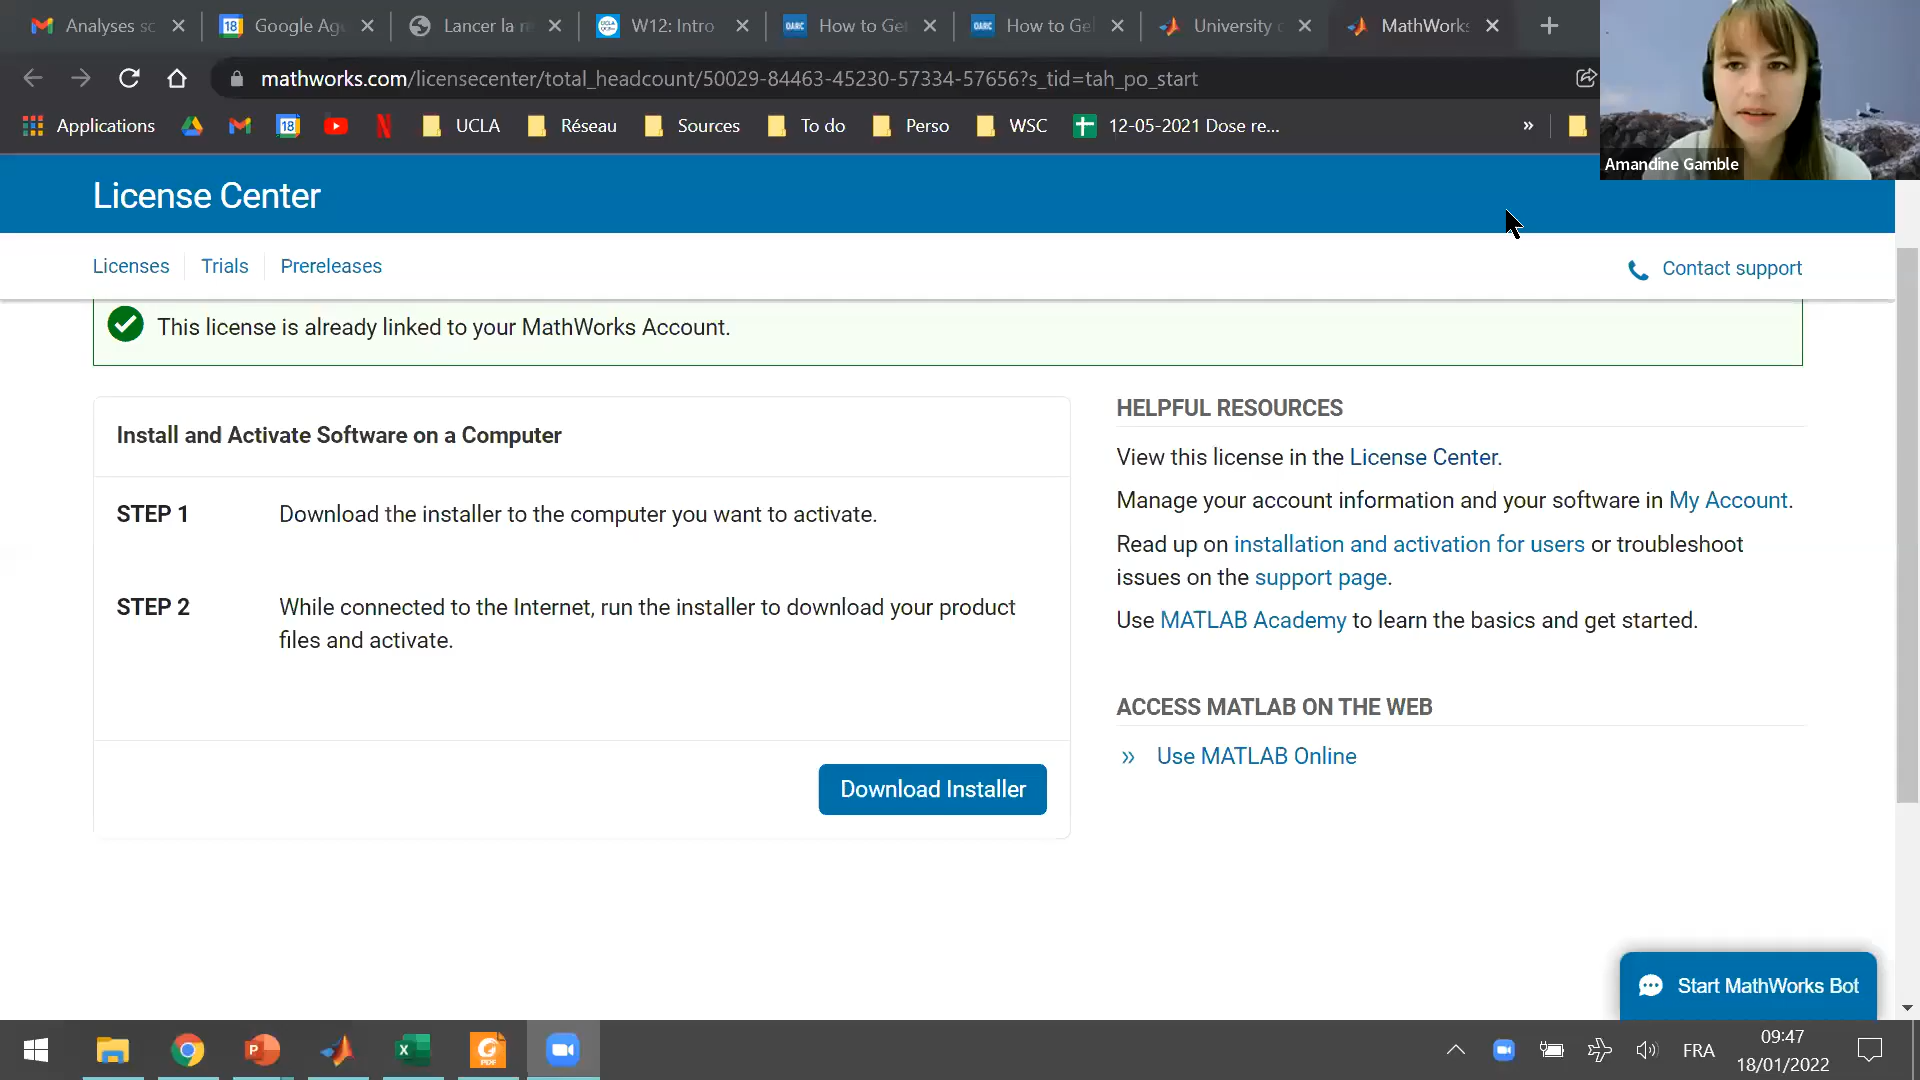 Analyses sc
Google Age
Lancer la r
W12: Intro
How to Get
How to Gel
University
MathWorks
mathworks.com/licensecenter/total_headcount/50029-84463-45230-57334-57656?s_tid=tah_po_start
Applications
18
UCLA
Réseau
Sources
To do
Perso
WSC
12-05-2021 Dose re...
»
Amandine Gamble
License Center
Licenses
Trials
Prereleases
Contact support
This license is already linked to your MathWorks Account.
Install and Activate Software on a Computer
STEP 1
Download the installer to the computer you want to activate.
STEP 2
While connected to the Internet, run the installer to download your product
files and activate.
Download Installer
HELPFUL RESOURCES
View this license in the License Center.
Manage your account information and your software in My Account.
Read up on installation and activation for users or troubleshoot
issues on the support page.
Use MATLAB Academy to learn the basics and get started.
ACCESS MATLAB ON THE WEB
» Use MATLAB Online
Start MathWorks Bot
FRA
09:47
18/01/2022